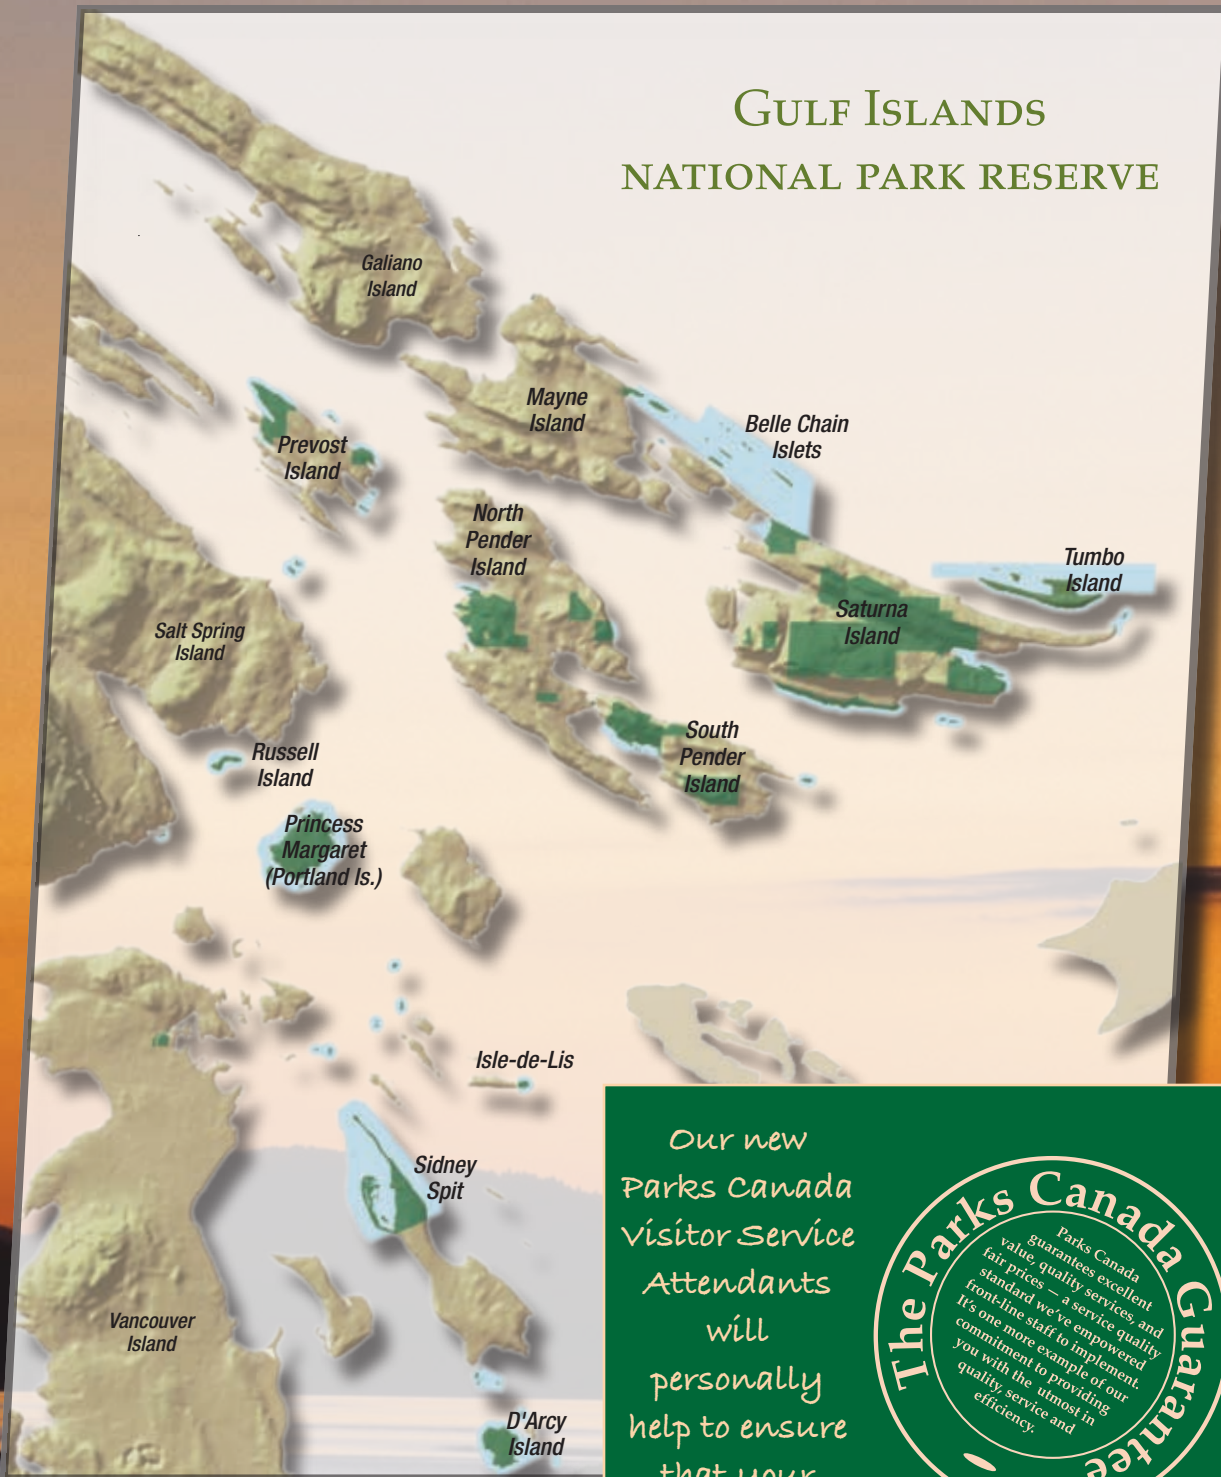 Gulf Islands
national park reserve
Galiano
Island
Mayne
Island
Belle Chain
Islets
Prevost
Island
North
Pender
Island
Tumbo
Island
Saturna
Island
Salt Spring
Island
South
Pender
Island
Russell
Island
Princess
Margaret
(Portland Is.)
Isle-de-Lis
Sidney
Spit
Vancouver
Island
D'Arcy
Island
Our new
Parks Canada
Visitor Service
Attendants
will
personally
help to ensure
that your
The Parks Canada Guarantee
Parks Canada
guarantees excellent
value, quality services, and
fair prices – a service quality
standard we've empowered
front-line staff to implement.
It's one more example of our
commitment to providing
you with the utmost in
quality, service and
efficiency.